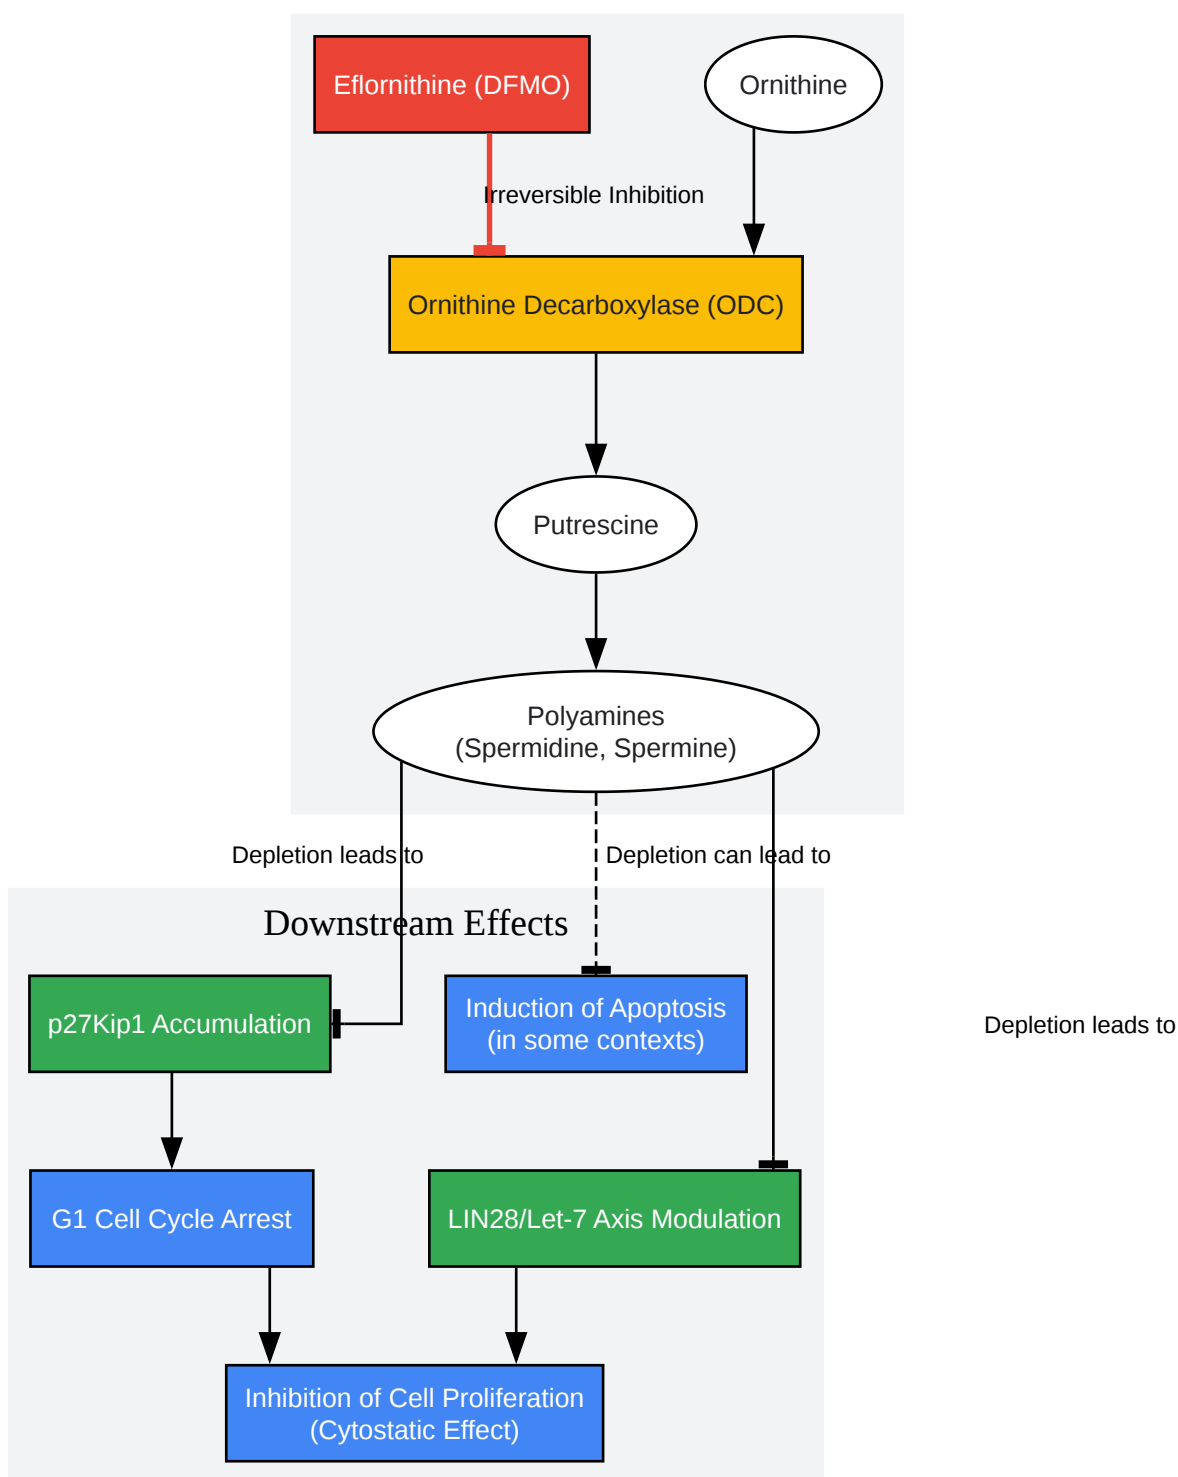 Eflornithine (DFMO)
Ornithine
Irreversible Inhibition
Ornithine Decarboxylase (ODC)
Putrescine
Polyamines
(Spermidine, Spermine)
Depletion leads to
Depletion can lead to
Downstream Effects
p27Kip1 Accumulation
Induction of Apoptosis
(in some contexts)
Depletion leads to
G1 Cell Cycle Arrest
LIN28/Let-7 Axis Modulation
Inhibition of Cell Proliferation
(Cytostatic Effect)